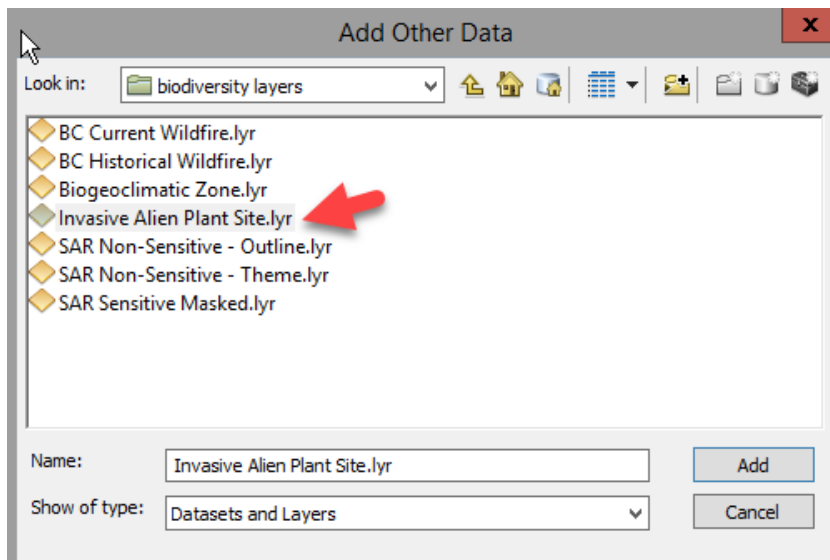 Add Other Data
x
Look in: biodiversity layers
BC Current Wildfire.lyr
BC Historical Wildfire.lyr
Biogeoclimatic Zone.lyr
Invasive Alien Plant Site.lyr
SAR Non-Sensitive - Outline.lyr
SAR Non-Sensitive - Theme.lyr
SAR Sensitive Masked.lyr
Name: Invasive Alien Plant Site.lyr Add
Show of type: Datasets and Layers Cancel